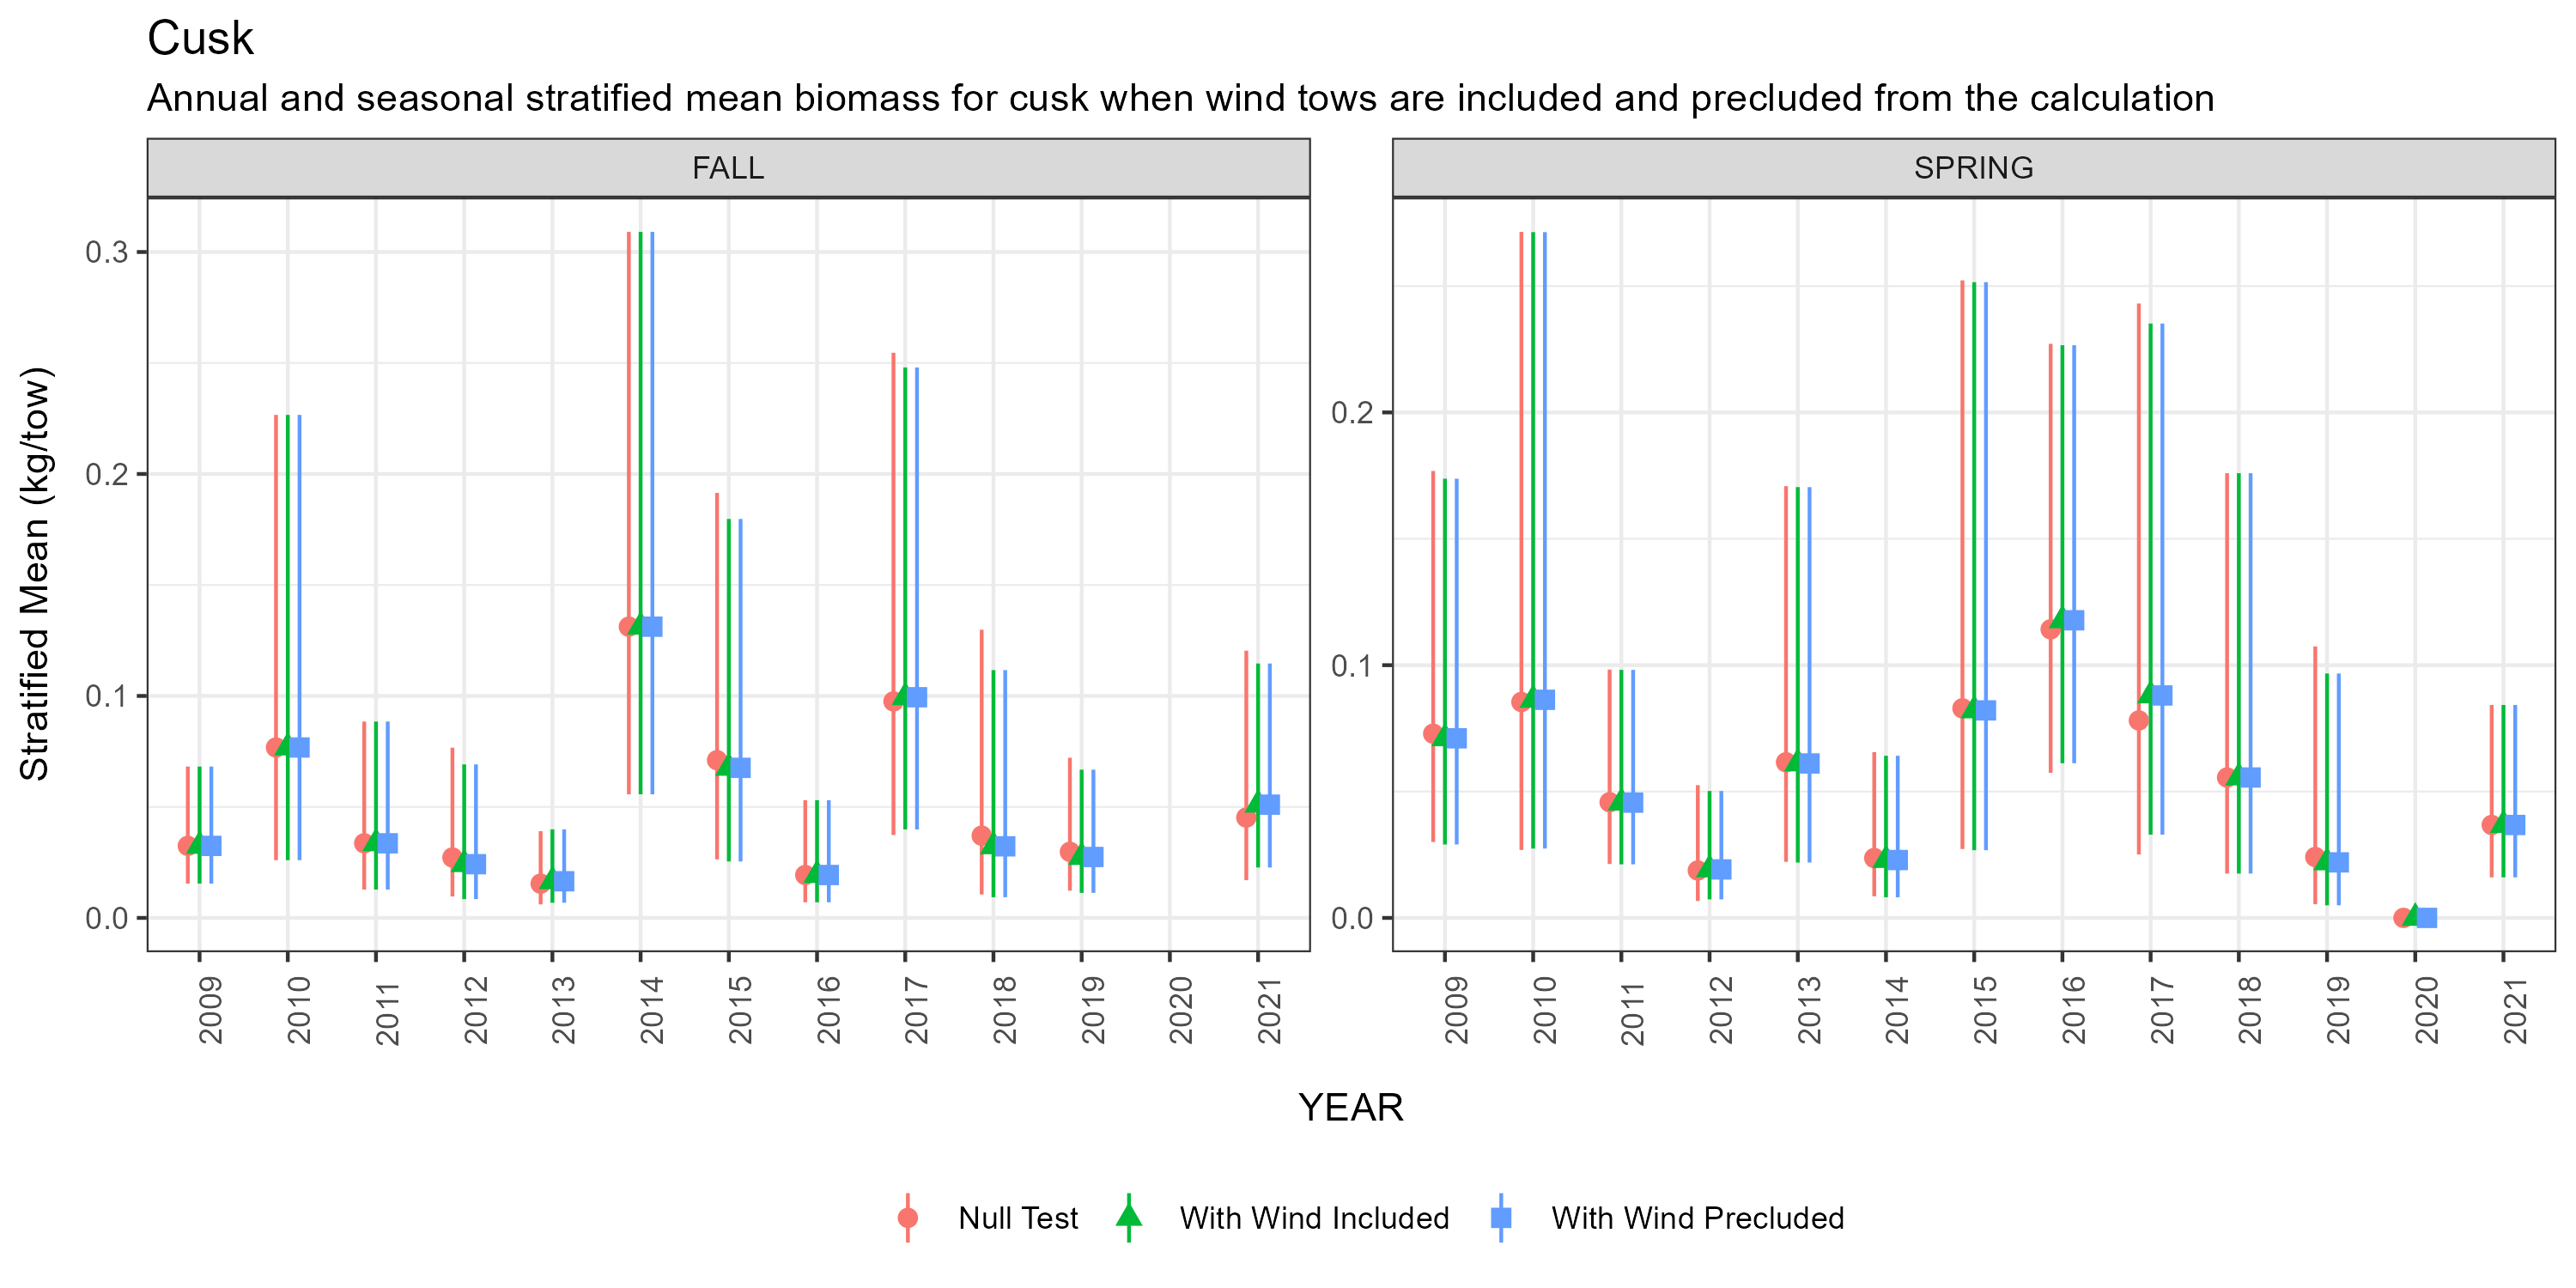 Cusk
Annual and seasonal stratified mean biomass for cusk when wind tows are included and precluded from the calculation
FALL
SPRING
Stratified Mean (kg/tow)
0.3
0.2
0.1
0.0
0.2
0.1
0.0
2009 2010 2011 2012 2013 2014 2015 2016 2017 2018 2019 2020 2021
2009 2010 2011 2012 2013 2014 2015 2016 2017 2018 2019 2020 2021
YEAR
Null Test With Wind Included With Wind Precluded